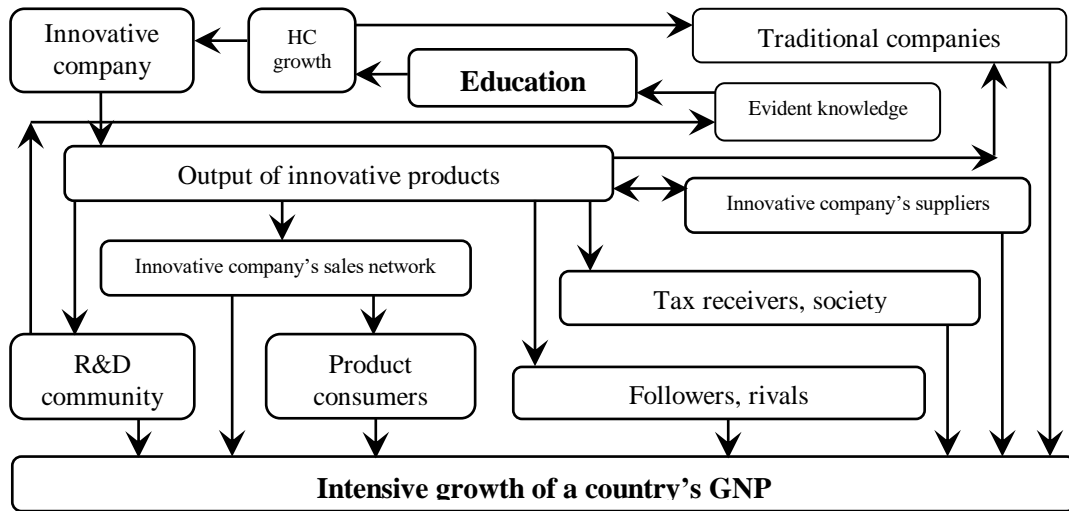 Innovative
company
HC
growth
Traditional companies
Education
Evident knowledge
Output of innovative products
Innovative company's suppliers
Innovative company's sales network
Tax receivers, society
R&D
community
Product
consumers
Followers, rivals
Intensive growth of a country's GNP